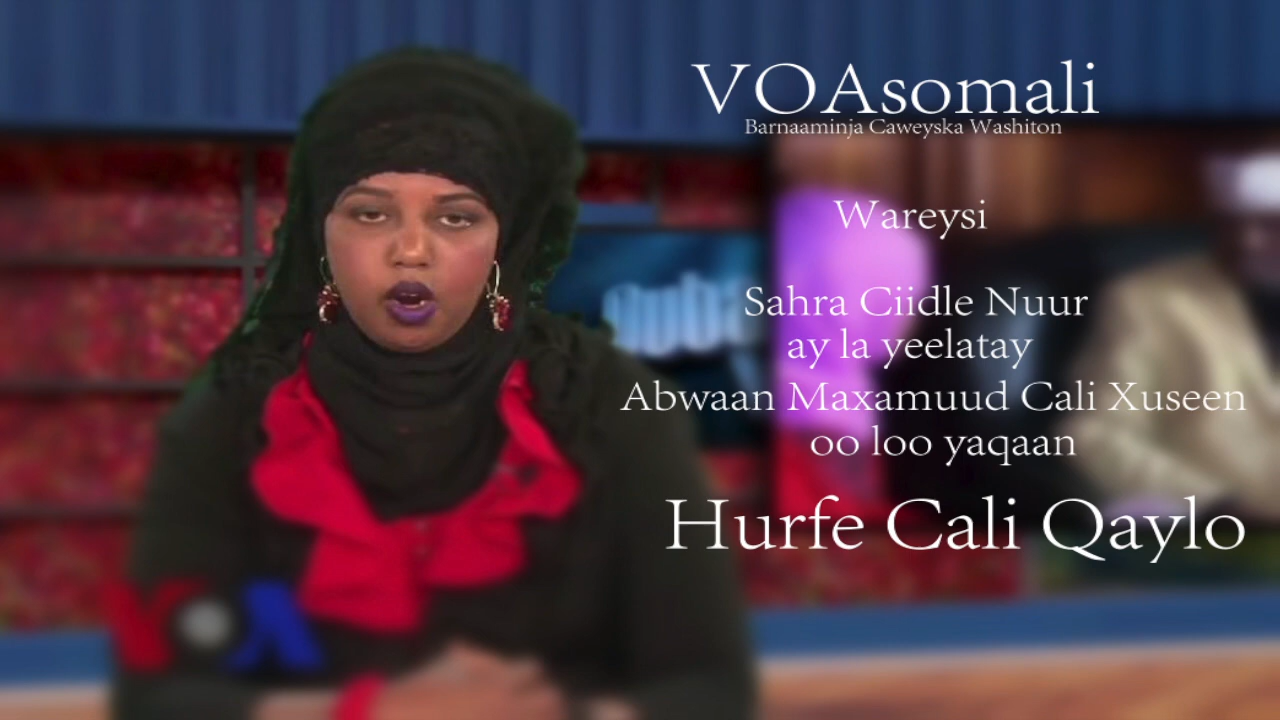 VOAsomali
Barnaaminja Caweyska Washiton
Wareysi
Sahra Ciidle Nuur
ay la yeelatay
Abwaan Maxamuud Cali Xuseen
oo loo yaqaan
Hurfe Cali Qaylo
VOA